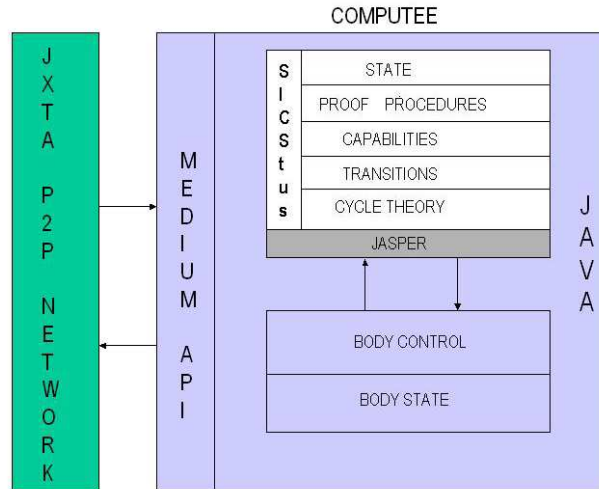 COMPUTEE
JXTA P2P NETWORK
MEDIUM API
SICStus
STATE
PROOF PROCEDURES
CAPABILITIES
TRANSITIONS
CYCLE THEORY
JASPER
JAVA
BODY CONTROL
BODY STATE